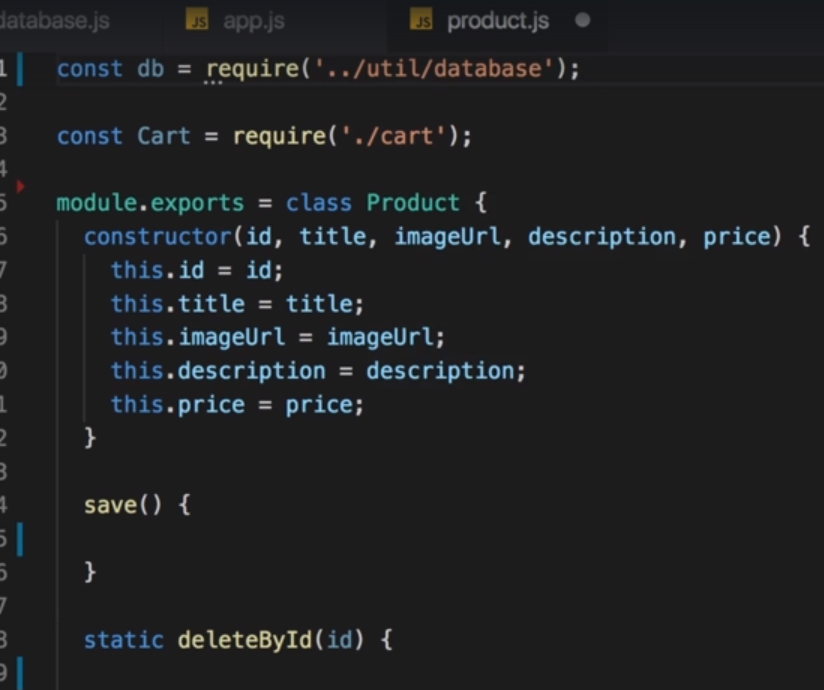 database.js JS app.js JS product.js
1 const db = require('../util/database');
2
3 const Cart = require('./cart');
4
5 module.exports = class Product {
6 constructor(id, title, imageUrl, description, price) {
7 this.id = id;
8 this.title = title;
9 this.imageUrl = imageUrl;
0 this.description = description;
1 this.price = price;
2 }
3
4 save() {
5
6 }
7
8 static deleteById(id) {
9